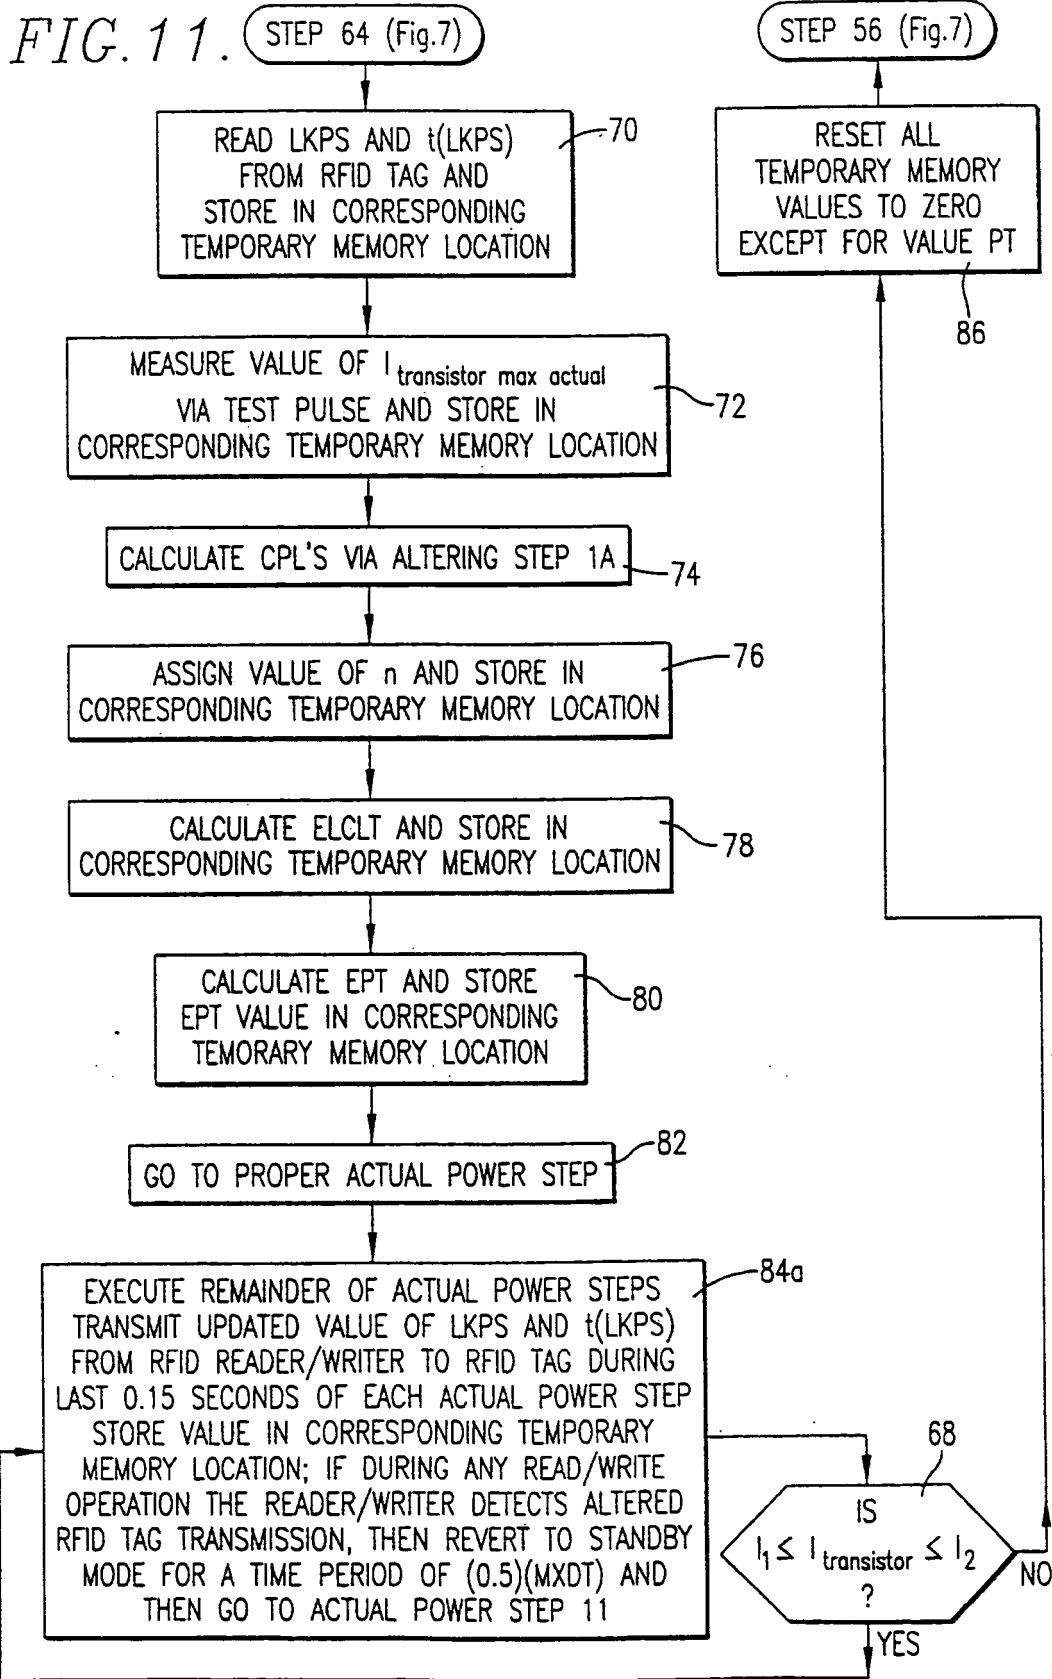 FIG. 11.
STEP 64 (Fig.7)
READ LKPS AND t(LKPS)
FROM RFID TAG AND
STORE IN CORRESPONDING
TEMPORARY MEMORY LOCATION
70
MEASURE VALUE OF I transistor max actual
VIA TEST PULSE AND STORE IN
CORRESPONDING TEMPORARY MEMORY LOCATION
72
CALCULATE CPL'S VIA ALTERING STEP 1A
74
ASSIGN VALUE OF n AND STORE IN
CORRESPONDING TEMPORARY MEMORY LOCATION
76
CALCULATE ELCLT AND STORE IN
CORRESPONDING TEMPORARY MEMORY LOCATION
78
CALCULATE EPT AND STORE
EPT VALUE IN CORRESPONDING
TEMORARY MEMORY LOCATION
80
GO TO PROPER ACTUAL POWER STEP
82
EXECUTE REMAINDER OF ACTUAL POWER STEPS
TRANSMIT UPDATED VALUE OF LKPS AND t(LKPS)
FROM RFID READER/WRITER TO RFID TAG DURING
LAST 0.15 SECONDS OF EACH ACTUAL POWER STEP
STORE VALUE IN CORRESPONDING TEMPORARY
MEMORY LOCATION; IF DURING ANY READ/WRITE
OPERATION THE READER/WRITER DETECTS ALTERED
RFID TAG TRANSMISSION, THEN REVERT TO STANDBY
MODE FOR A TIME PERIOD OF (0.5)(MXDT) AND
THEN GO TO ACTUAL POWER STEP 11
84a
IS
I1 ≤ I transistor ≤ I2
?
68
YES
NO
RESET ALL
TEMPORARY MEMORY
VALUES TO ZERO
EXCEPT FOR VALUE PT
86
STEP 56 (Fig.7)